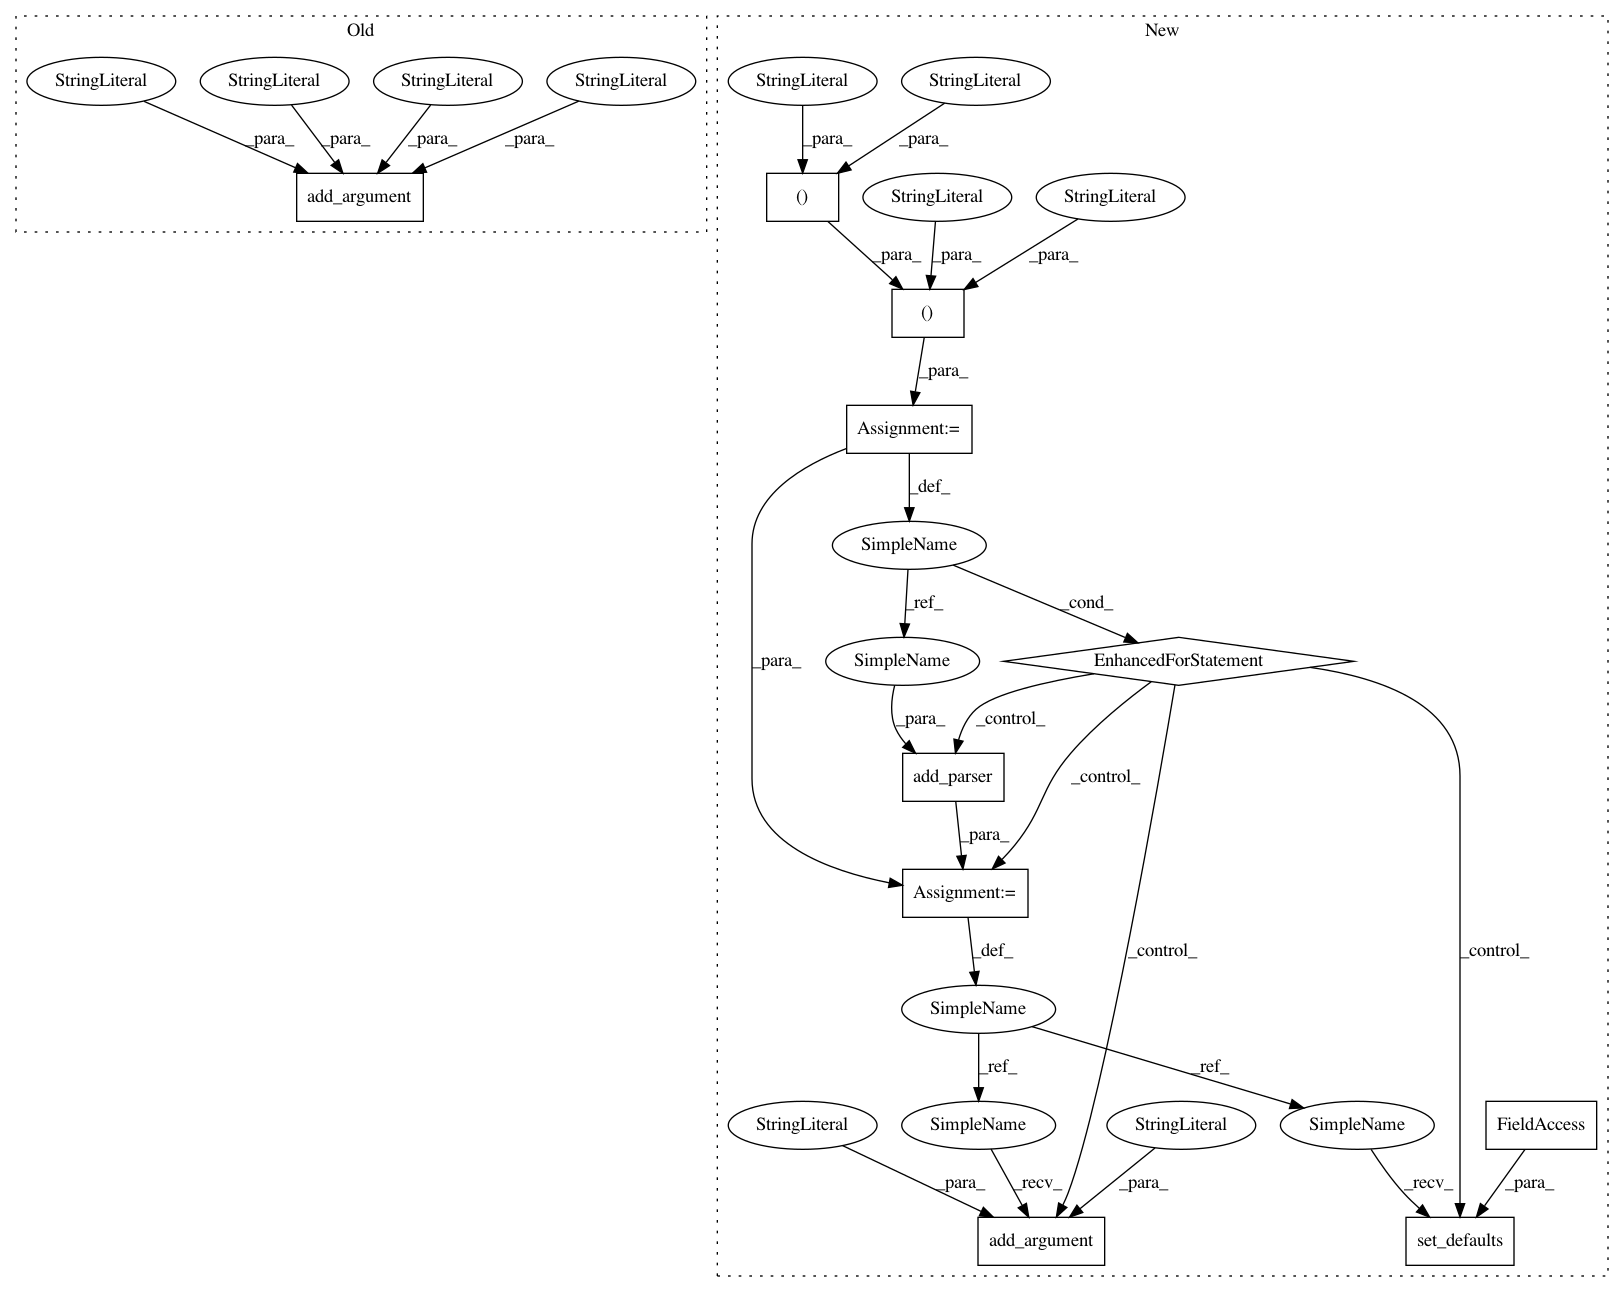 Old
New
StringLiteral StringLiteral StringLiteral StringLiteral
StringLiteral StringLiteral
_para_ _para_ _para_ _para_
_para_ _para_
add_argument
() StringLiteral StringLiteral
_para_ _para_ _para_
()
_para_
Assignment:=
_def_
SimpleName
_ref_ _cond_
_para_ SimpleName EnhancedForStatement
_para_ _control_
add_parser _control_
_para_
Assignment:=
_def_ _control_ _control_
SimpleName
_ref_ _ref_
StringLiteral SimpleName StringLiteral SimpleName FieldAccess
_para_ _recv_ _para_ _recv_ _para_
add_argument set_defaults